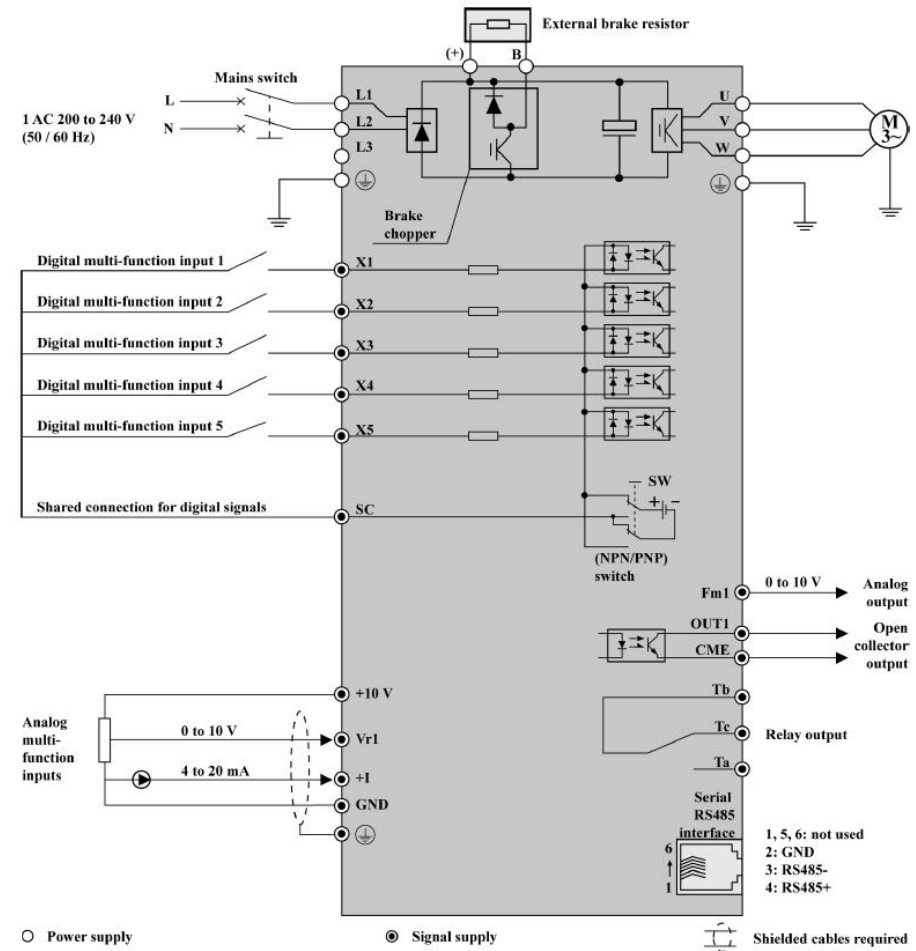 External brake resistor
(+)
B
Mains switch
L
1 AC 200 to 240 V
N
(50 / 60 Hz)
L1
L2
L3
U
V
W
M
3~
Brake
chopper
Digital multi-function input 1
X1
Digital multi-function input 2
X2
Digital multi-function input 3
X3
Digital multi-function input 4
X4
Digital multi-function input 5
X5
SW
+ −
Shared connection for digital signals
SC
(NPN/PNP)
switch
Fm1
0 to 10 V
Analog
output
OUT1
CME
Open
collector
output
Tb
Tc
Ta
Relay output
+10 V
Analog
multi-
function
inputs
0 to 10 V
Vr1
4 to 20 mA
+I
GND
Serial
RS485
interface
6
1
1, 5, 6: not used
2: GND
3: RS485-
4: RS485+
Power supply
Signal supply
Shielded cables required